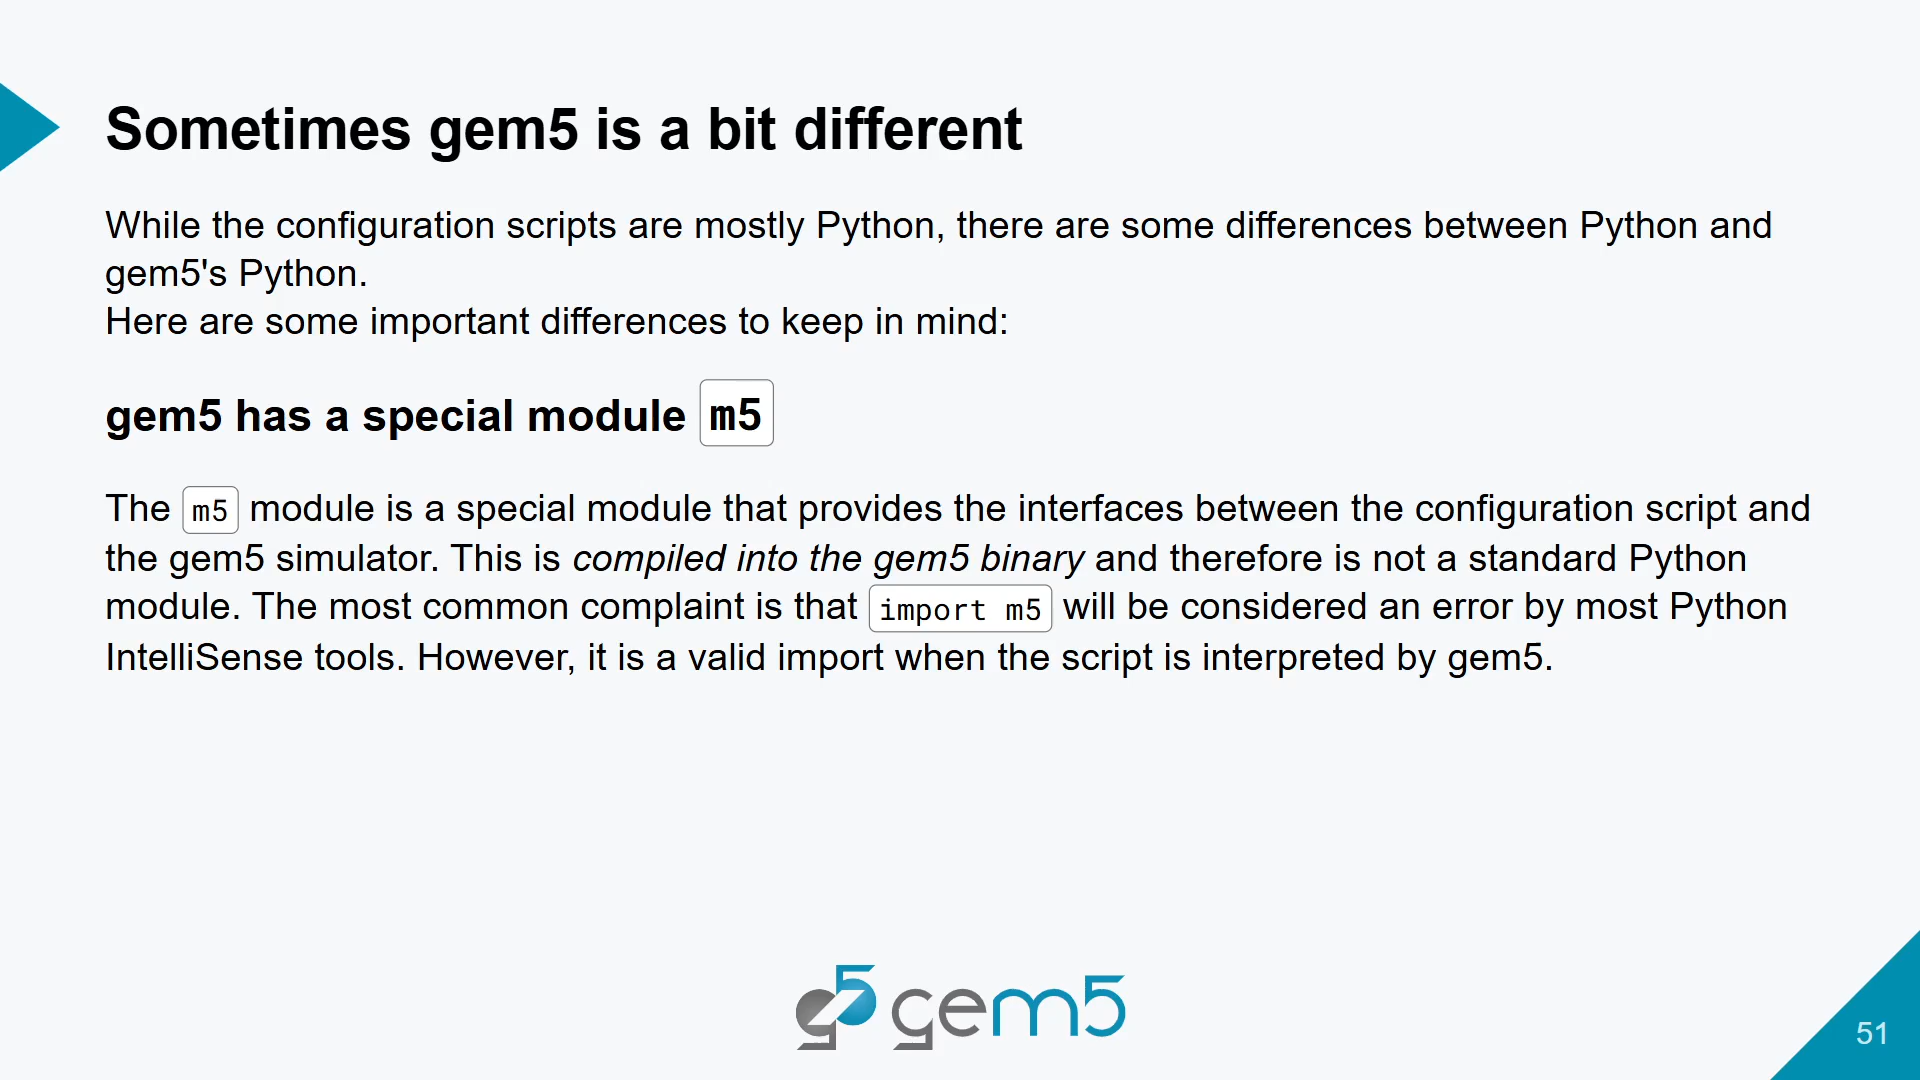 Sometimes gem5 is a bit different
While the configuration scripts are mostly Python, there are some differences between Python and
gem5's Python.
Here are some important differences to keep in mind:
gem5 has a special module m5
The m5 module is a special module that provides the interfaces between the configuration script and
the gem5 simulator. This is compiled into the gem5 binary and therefore is not a standard Python
module. The most common complaint is that import m5 will be considered an error by most Python
IntelliSense tools. However, it is a valid import when the script is interpreted by gem5.
g5 gem5
51